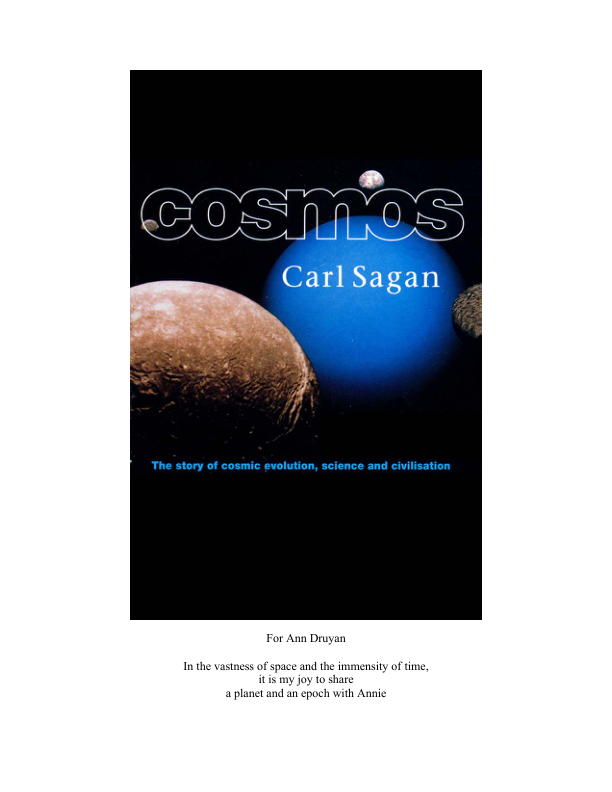 cosmos
Carl Sagan
The story of cosmic evolution, science and civilisation
For Ann Druyan
In the vastness of space and the immensity of time,
it is my joy to share
a planet and an epoch with Annie